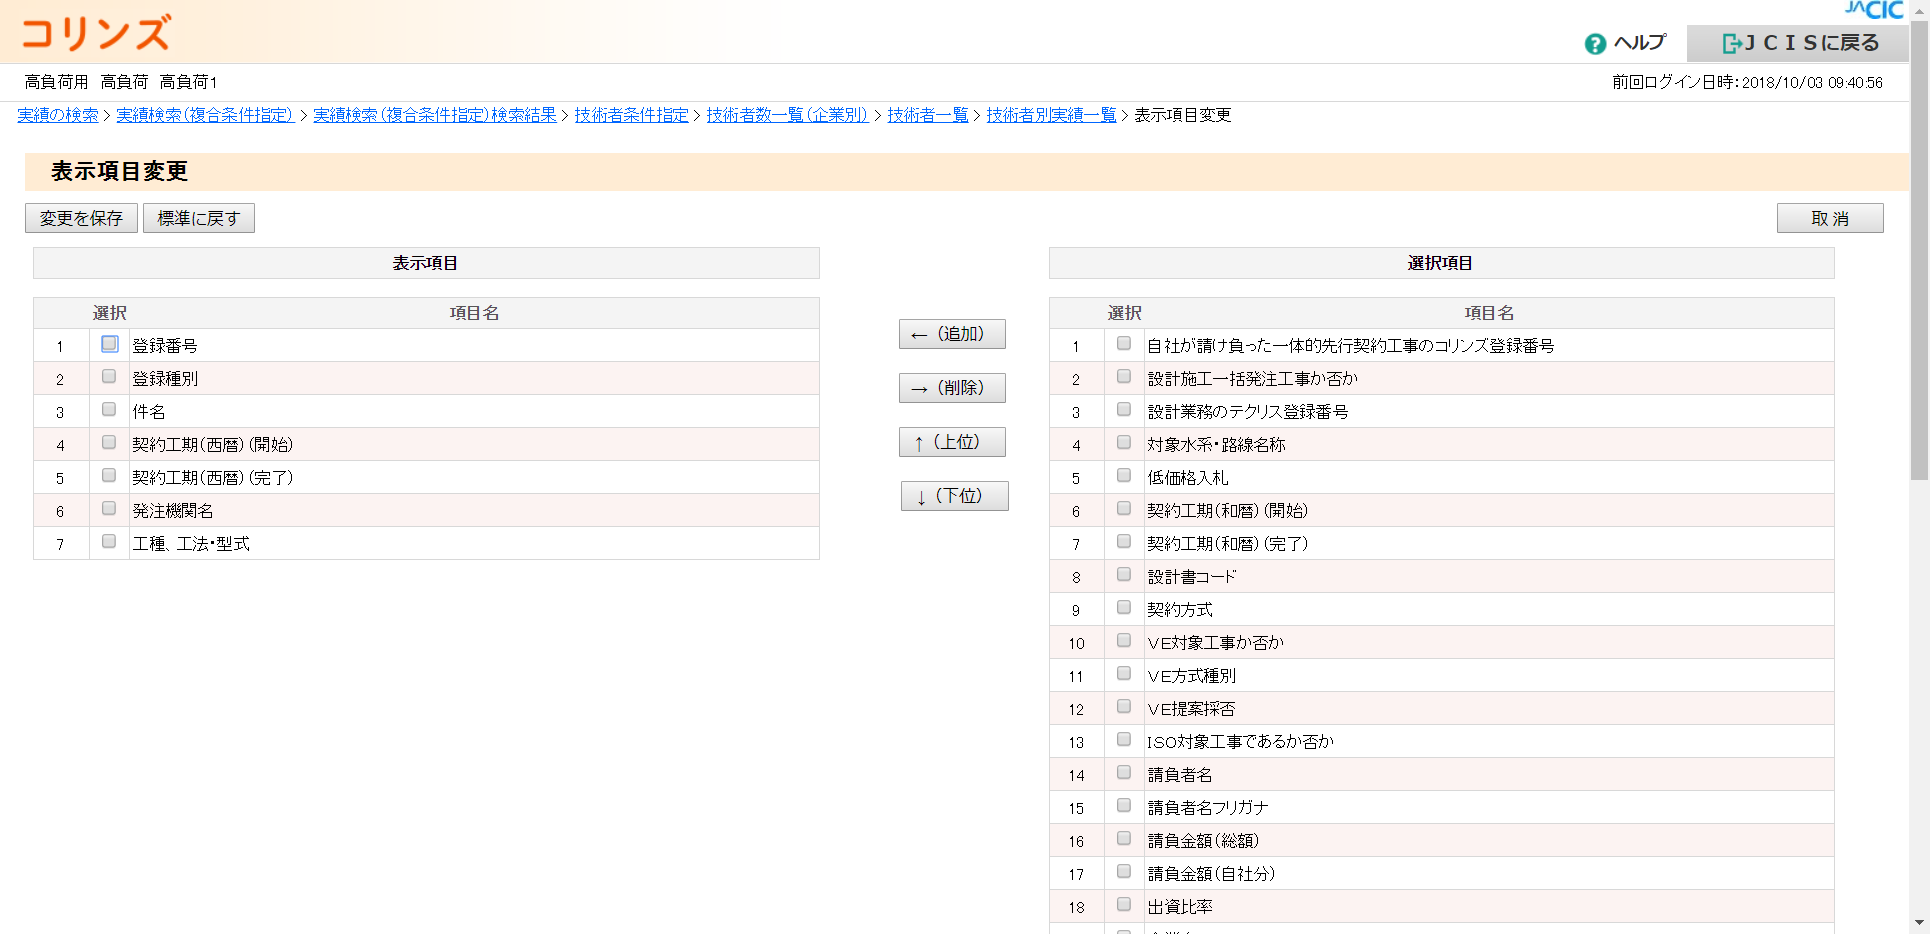 コリンズ
JACIC
ヘルプ
ＪＣＩＳに戻る
高負荷用 高負荷 高負荷1
前回ログイン日時：2018/10/03 09:40:56
実績の検索 > 実績検索（複合条件指定） > 実績検索（複合条件指定）検索結果 > 技術者条件指定 > 技術者数一覧（企業別） > 技術者一覧 > 技術者別実績一覧 > 表示項目変更
表示項目変更
変更を保存 標準に戻す 取 消
表示項目
選択 項目名
1 登録番号
2 登録種別
3 件名
4 契約工期（西暦）（開始）
5 契約工期（西暦）（完了）
6 発注機関名
7 工種、工法・型式
←（追加）
→（削除）
↑（上位）
↓（下位）
選択項目
選択 項目名
1 自社が請け負った一体的先行契約工事のコリンズ登録番号
2 設計施工一括発注工事か否か
3 設計業務のテクリス登録番号
4 対象水系・路線名称
5 低価格入札
6 契約工期（和暦）（開始）
7 契約工期（和暦）（完了）
8 設計書コード
9 契約方式
10 VE対象工事か否か
11 VE方式種別
12 VE提案採否
13 ISO対象工事であるか否か
14 請負者名
15 請負者名フリガナ
16 請負金額（総額）
17 請負金額（自社分）
18 出資比率